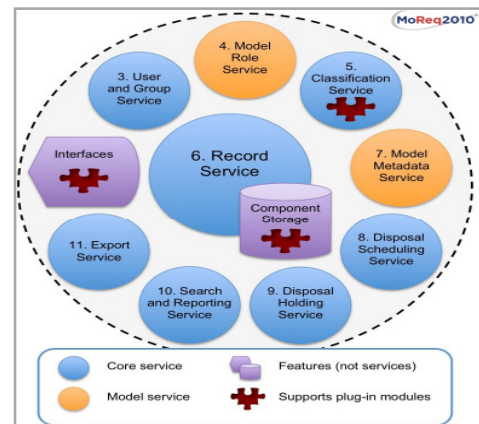 MoReq2010®
4. Model
Role
Service
3. User
and Group
Service
5.
Classification
Service
Interfaces
6. Record
Service
7. Model
Metadata
Service
Component
Storage
11. Export
Service
8. Disposal
Scheduling
Service
10. Search
and Reporting
Service
9. Disposal
Holding
Service
Core service
Features (not services)
Model service
Supports plug-in modules